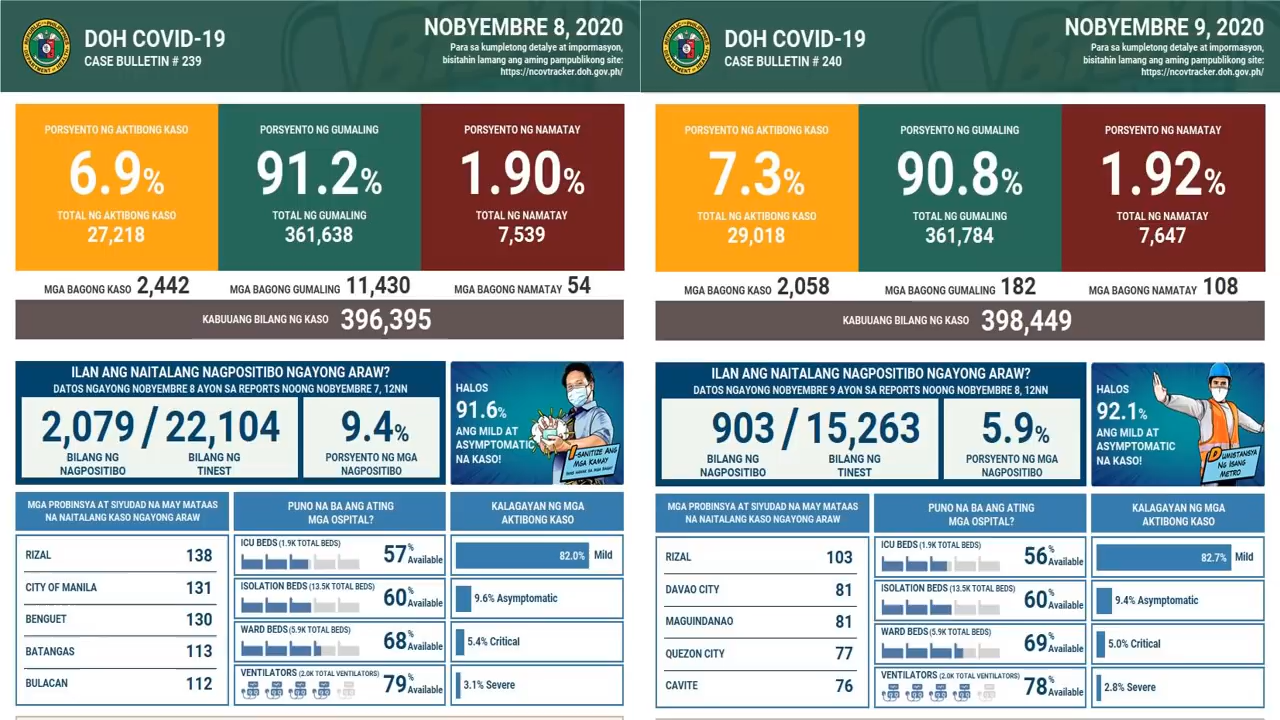 DOH COVID-19
CASE BULLETIN # 239
NOBYEMBRE 8, 2020
Para sa kumpletong detalye at impormasyon,
bisitahin lamang ang aming pampublikong site:
https://ncovtracker.doh.gov.ph/
PORSYENTO NG AKTIBONG KASO
6.9%
TOTAL NG AKTIBONG KASO
27,218
PORSYENTO NG GUMALING
91.2%
TOTAL NG GUMALING
361,638
PORSYENTO NG NAMATAY
1.90%
TOTAL NG NAMATAY
7,539
MGA BAGONG KASO 2,442
MGA BAGONG GUMALING 11,430
MGA BAGONG NAMATAY 54
KABUUANG BILANG NG KASO 396,395
ILAN ANG NAITALANG NAGPOSITIBO NGAYONG ARAW?
DATOS NGAYONG NOBYEMBRE 8 AYON SA REPORTS NOONG NOBYEMBRE 7, 12NN
2,079 / 22,104
BILANG NG
NAGPOSITIBO
BILANG NG
TINEST
9.4%
PORSYENTO NG MGA
NAGPOSITIBO
HALOS
91.6%
ANG MILD AT
ASYMPTOMATIC
NA KASO!
I-SANITIZE ANG
MGA KAMAY
MGA PROBINSYA AT SIYUDAD NA MAY MATAAS
NA NAITALANG KASO NGAYONG ARAW
RIZAL 138
CITY OF MANILA 131
BENGUET 130
BATANGAS 113
BULACAN 112
PUNO NA BA ANG ATING
MGA OSPITAL?
ICU BEDS (1.9K TOTAL BEDS)
57% Available
ISOLATION BEDS (13.5K TOTAL BEDS)
60% Available
WARD BEDS (5.9K TOTAL BEDS)
68% Available
VENTILATORS (2.0K TOTAL VENTILATORS)
79% Available
KALAGAYAN NG MGA
AKTIBONG KASO
82.0% Mild
9.6% Asymptomatic
5.4% Critical
3.1% Severe
DOH COVID-19
CASE BULLETIN # 240
NOBYEMBRE 9, 2020
Para sa kumpletong detalye at impormasyon,
bisitahin lamang ang aming pampublikong site:
https://ncovtracker.doh.gov.ph/
PORSYENTO NG AKTIBONG KASO
7.3%
TOTAL NG AKTIBONG KASO
29,018
PORSYENTO NG GUMALING
90.8%
TOTAL NG GUMALING
361,784
PORSYENTO NG NAMATAY
1.92%
TOTAL NG NAMATAY
7,647
MGA BAGONG KASO 2,058
MGA BAGONG GUMALING 182
MGA BAGONG NAMATAY 108
KABUUANG BILANG NG KASO 398,449
ILAN ANG NAITALANG NAGPOSITIBO NGAYONG ARAW?
DATOS NGAYONG NOBYEMBRE 9 AYON SA REPORTS NOONG NOBYEMBRE 8, 12NN
903 / 15,263
BILANG NG
NAGPOSITIBO
BILANG NG
TINEST
5.9%
PORSYENTO NG MGA
NAGPOSITIBO
HALOS
92.1%
ANG MILD AT
ASYMPTOMATIC
NA KASO!
DUMISTANSYA
NG ISANG
METRO
MGA PROBINSYA AT SIYUDAD NA MAY MATAAS
NA NAITALANG KASO NGAYONG ARAW
RIZAL 103
DAVAO CITY 81
MAGUINDANAO 81
QUEZON CITY 77
CAVITE 76
PUNO NA BA ANG ATING
MGA OSPITAL?
ICU BEDS (1.9K TOTAL BEDS)
56% Available
ISOLATION BEDS (13.5K TOTAL BEDS)
60% Available
WARD BEDS (5.9K TOTAL BEDS)
69% Available
VENTILATORS (2.0K TOTAL VENTILATORS)
78% Available
KALAGAYAN NG MGA
AKTIBONG KASO
82.7% Mild
9.4% Asymptomatic
5.0% Critical
2.8% Severe